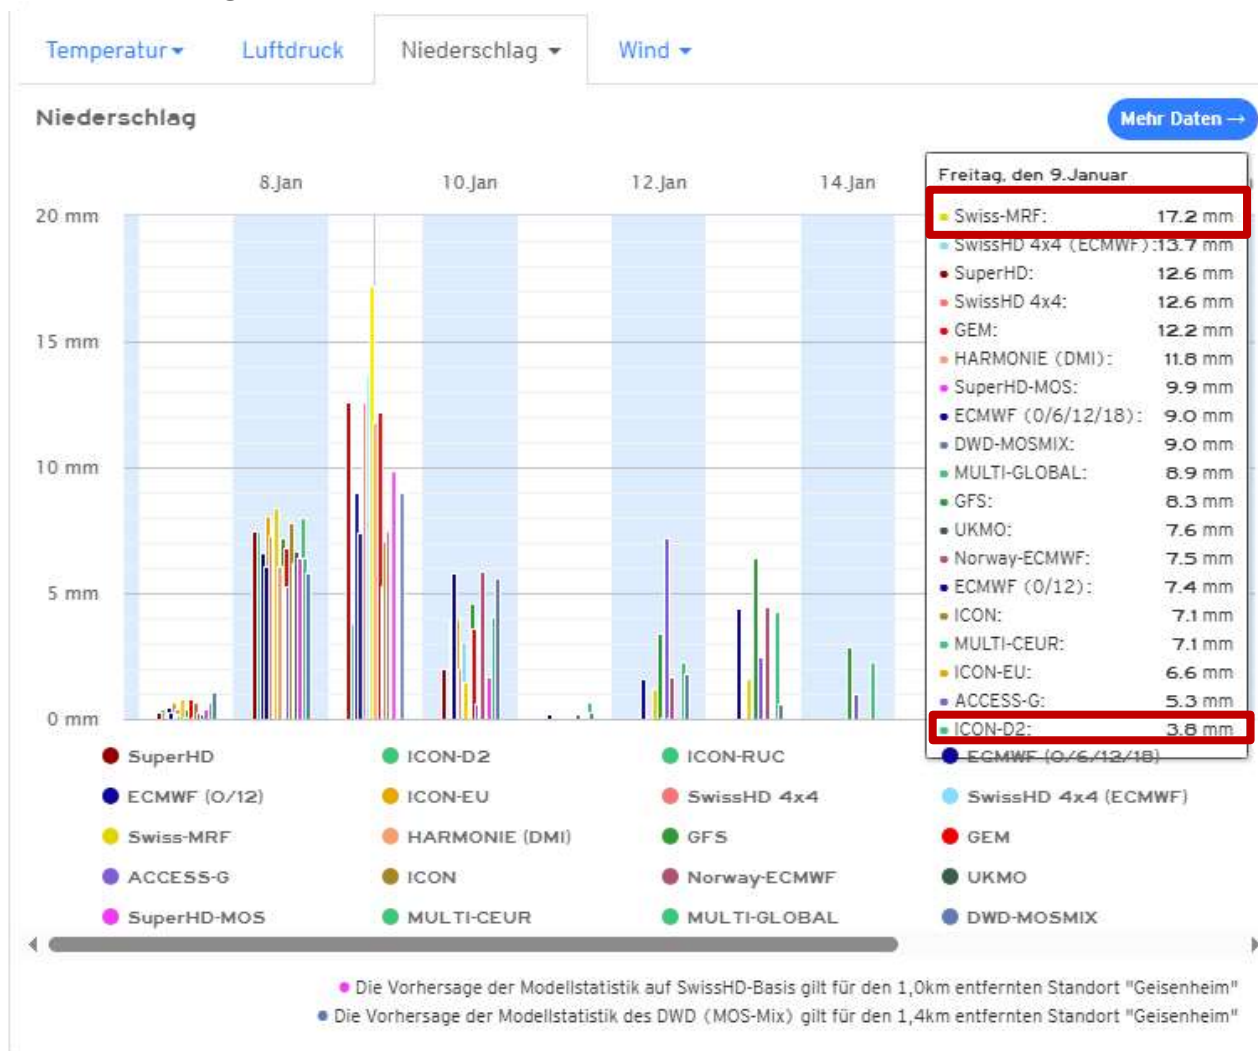 Temperatur Luftdruck Niederschlag Wind
Niederschlag
Mehr Daten →
8.Jan 10.Jan 12.Jan 14.Jan
20 mm
15 mm
10 mm
5 mm
0 mm
Freitag, den 9.Januar
Swiss-MRF: 17.2 mm
SwissHD 4x4 (ECMWF): 13.7 mm
SuperHD: 12.6 mm
SwissHD 4x4: 12.6 mm
GEM: 12.2 mm
HARMONIE (DMI): 11.8 mm
SuperHD-MOS: 9.9 mm
ECMWF (0/6/12/18): 9.0 mm
DWD-MOSMIX: 9.0 mm
MULTI-GLOBAL: 8.9 mm
GFS: 8.3 mm
UKMO: 7.6 mm
Norway-ECMWF: 7.5 mm
ECMWF (0/12): 7.4 mm
ICON: 7.1 mm
MULTI-CEUR: 7.1 mm
ICON-EU: 6.6 mm
ACCESS-G: 5.3 mm
ICON-D2: 3.8 mm
SuperHD ICON-D2 ICON-RUC ECMWF (0/6/12/18)
ECMWF (0/12) ICON-EU SwissHD 4x4 SwissHD 4x4 (ECMWF)
Swiss-MRF HARMONIE (DMI) GFS GEM
ACCESS-G ICON Norway-ECMWF UKMO
SuperHD-MOS MULTI-CEUR MULTI-GLOBAL DWD-MOSMIX
Die Vorhersage der Modellstatistik auf SwissHD-Basis gilt für den 1,0km entfernten Standort "Geisenheim"
Die Vorhersage der Modellstatistik des DWD (MOS-Mix) gilt für den 1,4km entfernten Standort "Geisenheim"